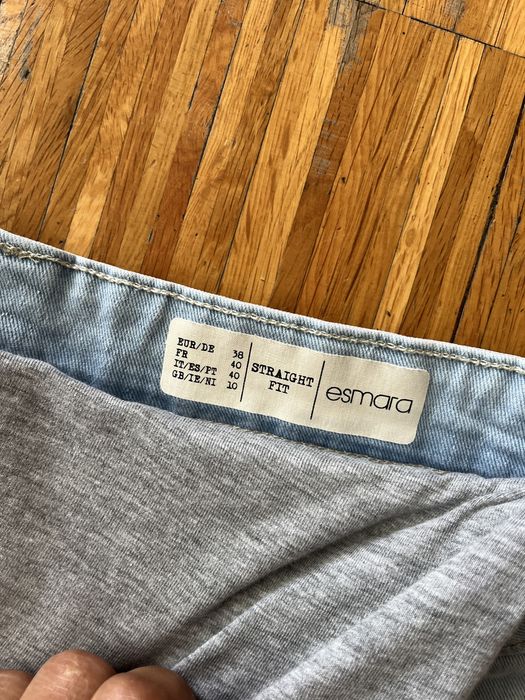 EUR/DE 38
FR 40
IT/ES/PT 40
GB/IE/NI 10
STRAIGHT
FIT
esmara